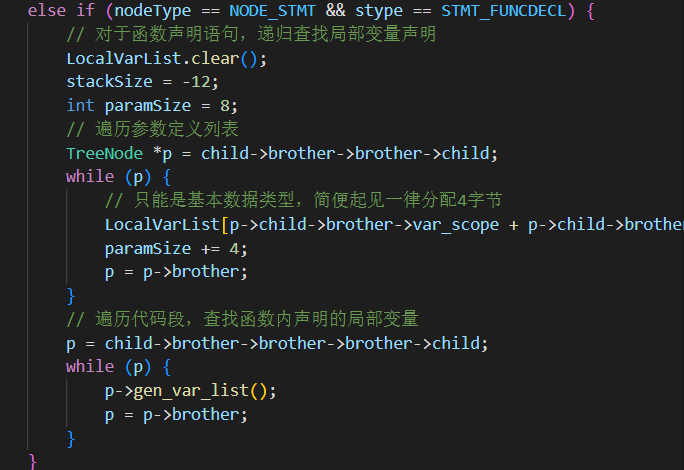 else if (nodeType == NODE_STMT && stype == STMT_FUNCDECL) {
// 对于函数声明语句，递归查找局部变量声明
LocalVarList.clear();
stackSize = -12;
int paramSize = 8;
// 遍历参数定义列表
TreeNode *p = child->brother->brother->child;
while (p) {
// 只能是基本数据类型，简便起见一律分配4字节
LocalVarList[p->child->brother->var_scope + p->child->brother
paramSize += 4;
p = p->brother;
}
// 遍历代码段，查找函数内声明的局部变量
p = child->brother->brother->brother->child;
while (p) {
p->gen_var_list();
p = p->brother;
}
}